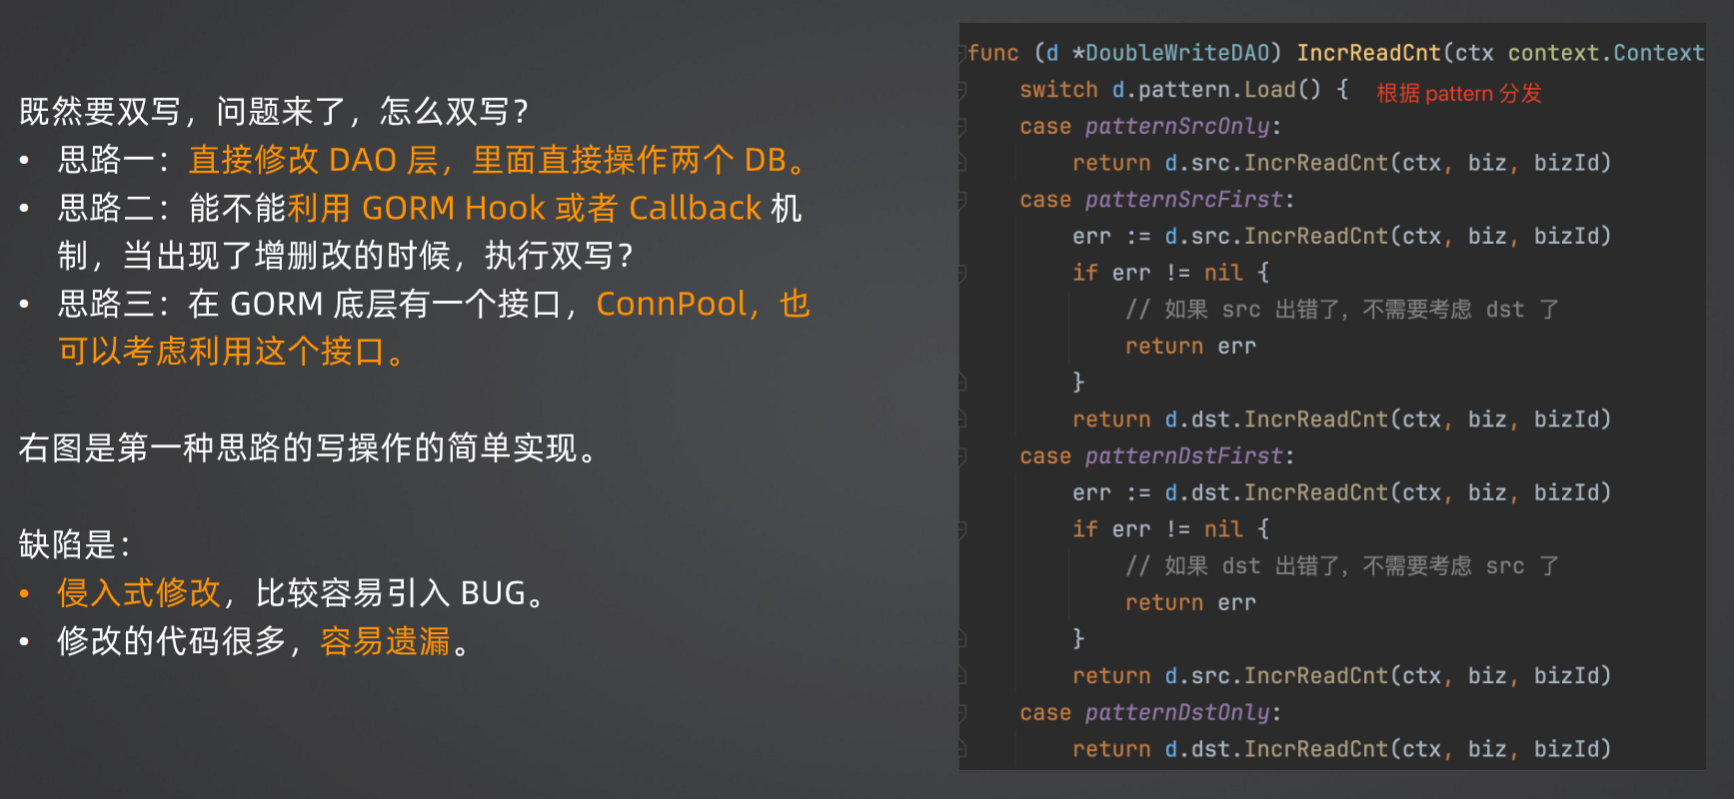 既然要双写，问题来了，怎么双写？
• 思路一：直接修改 DAO 层，里面直接操作两个 DB。
• 思路二：能不能利用 GORM Hook 或者 Callback 机
制，当出现了增删改的时候，执行双写？
• 思路三：在 GORM 底层有一个接口，ConnPool，也
可以考虑利用这个接口。
右图是第一种思路的写操作的简单实现。
缺陷是：
• 侵入式修改，比较容易引入 BUG。
• 修改的代码很多，容易遗漏。
func (d *DoubleWriteDAO) IncrReadCnt(ctx context.Context
switch d.pattern.Load() { 根据 pattern 分发
case patternSrcOnly:
return d.src.IncrReadCnt(ctx, biz, bizId)
case patternSrcFirst:
err := d.src.IncrReadCnt(ctx, biz, bizId)
if err != nil {
// 如果 src 出错了，不需要考虑 dst 了
return err
}
return d.dst.IncrReadCnt(ctx, biz, bizId)
case patternDstFirst:
err := d.dst.IncrReadCnt(ctx, biz, bizId)
if err != nil {
// 如果 dst 出错了，不需要考虑 src 了
return err
}
return d.src.IncrReadCnt(ctx, biz, bizId)
case patternDstOnly:
return d.dst.IncrReadCnt(ctx, biz, bizId)